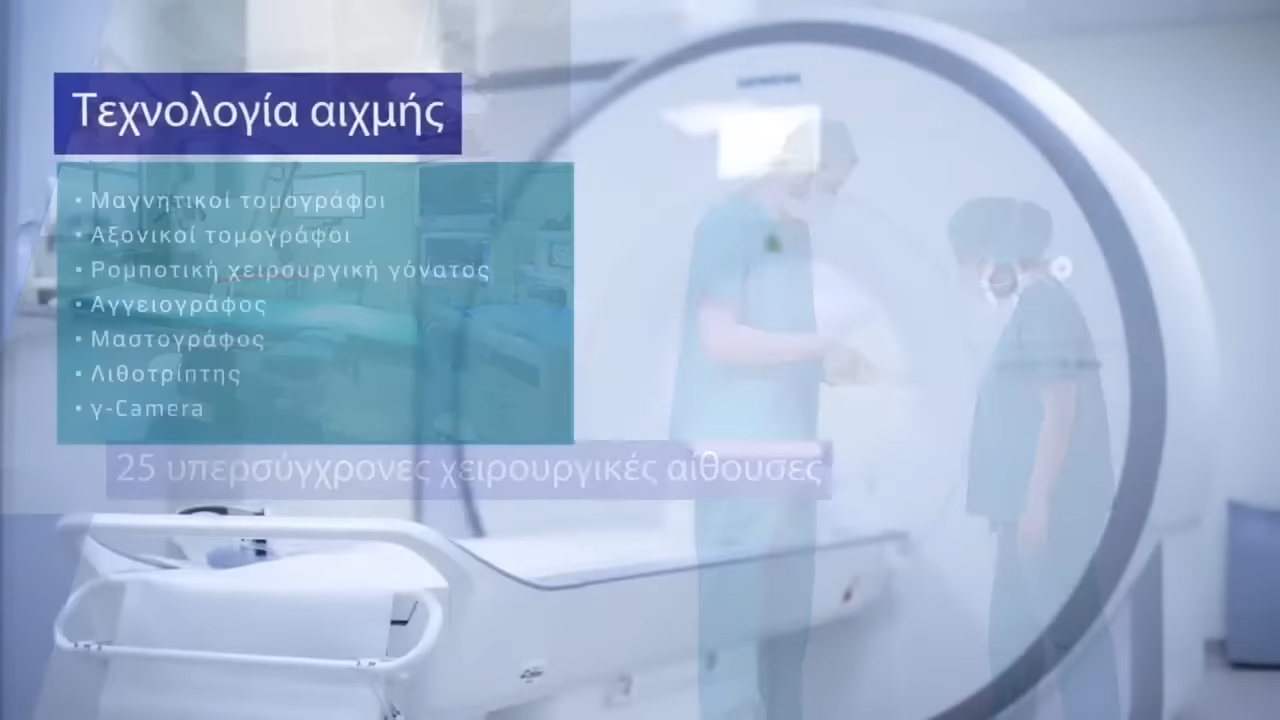 Τεχνολογία αιχμής
• Μαγνητικοί τομογράφοι
• Αξονικοί τομογράφοι
• Ρομποτική χειρουργική γόνατος
• Αγγειογράφος
• Μαστογράφος
• Λιθοτρίπτης
• γ-Camera
25 υπερσύγχρονες χειρουργικές αίθουσες